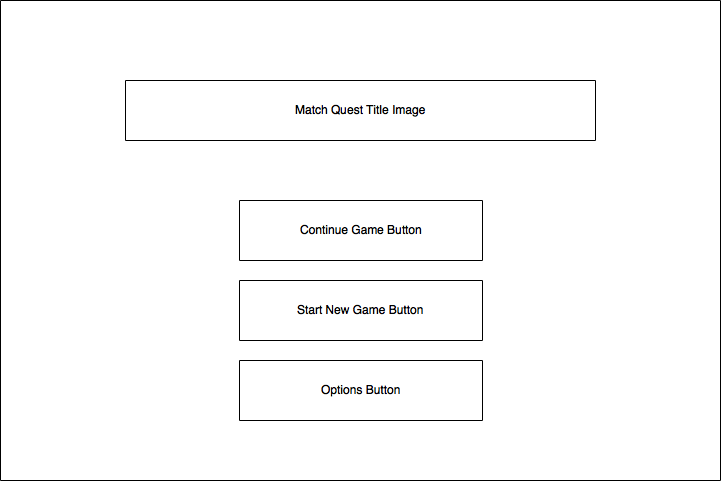 Match Quest Title Image
Continue Game Button
Start New Game Button
Options Button